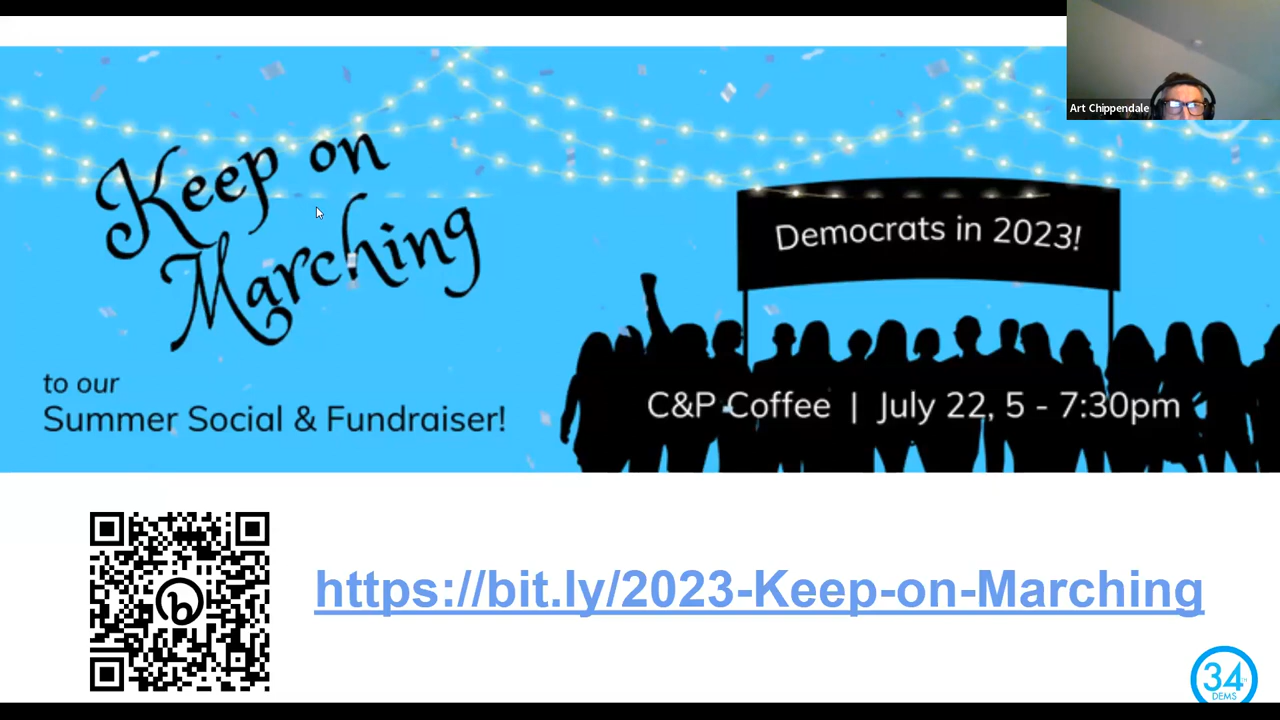 Art Chippendale
Keep on
Marching
Democrats in 2023!
to our
Summer Social & Fundraiser!
C&P Coffee | July 22, 5 - 7:30pm
https://bit.ly/2023-Keep-on-Marching
34TH
DEMS